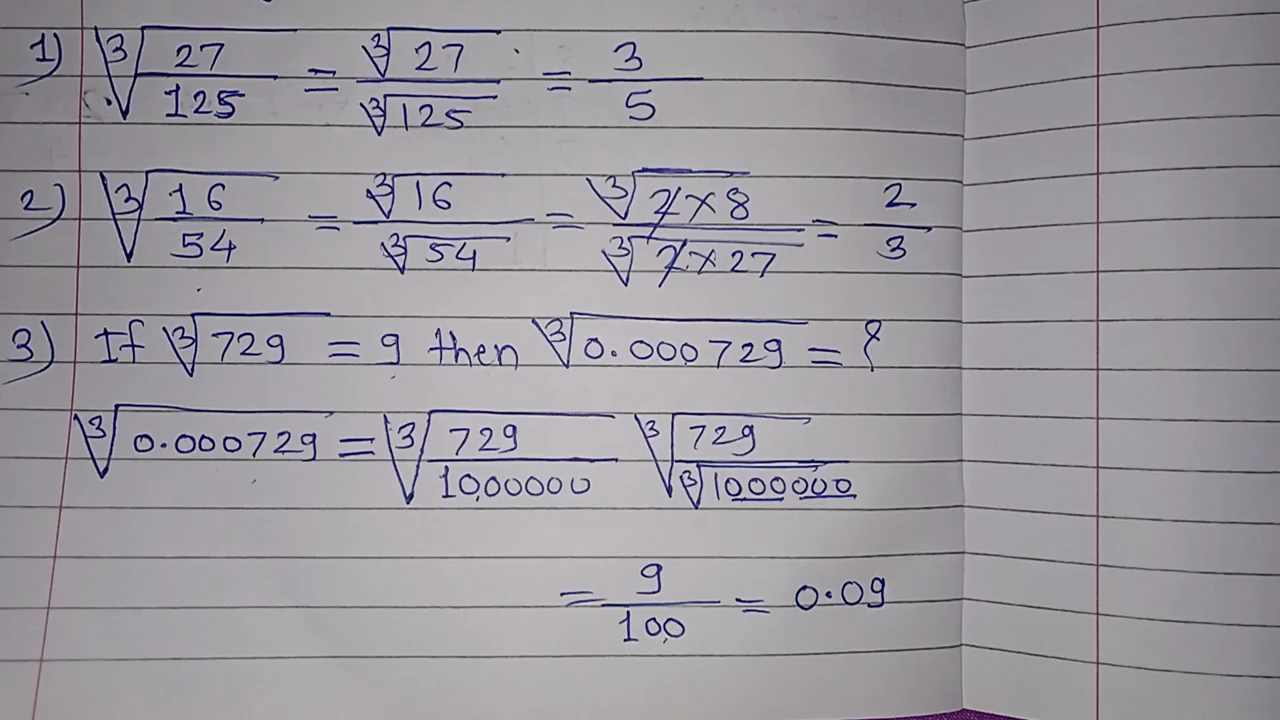 1) ∛(27/125) = ∛27/∛125 = 3/5
2) ∛(16/54) = ∛16/∛54 = ∛(2×8)/∛(2×27) = 2/3
3) If ∛729 = 9 then ∛0.000729 = ?
∛0.000729 = ∛(729/1000000) ∛729/∛1000000
= 9/100 = 0.09